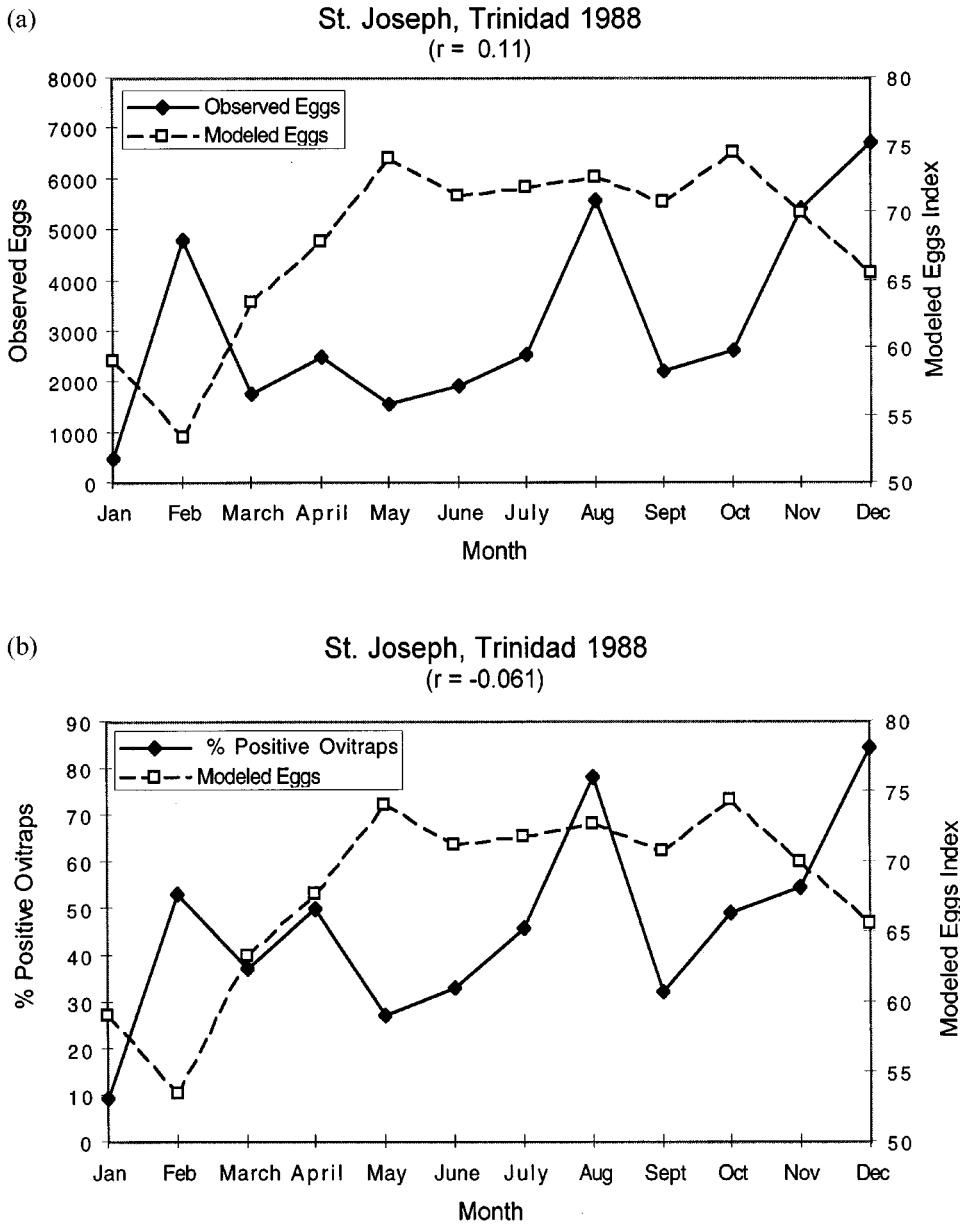 (a)
St. Joseph, Trinidad 1988
(r = 0.11)
Observed Eggs
Modeled Eggs
8000
7000
6000
5000
4000
3000
2000
1000
0
Observed Eggs
80
75
70
65
60
55
50
Modeled Eggs Index
Jan Feb March April May June July Aug Sept Oct Nov Dec
Month
(b)
St. Joseph, Trinidad 1988
(r = -0.061)
% Positive Ovitraps
Modeled Eggs
90
80
70
60
50
40
30
20
10
0
% Positive Ovitraps
80
75
70
65
60
55
50
Modeled Eggs Index
Jan Feb March April May June July Aug Sept Oct Nov Dec
Month